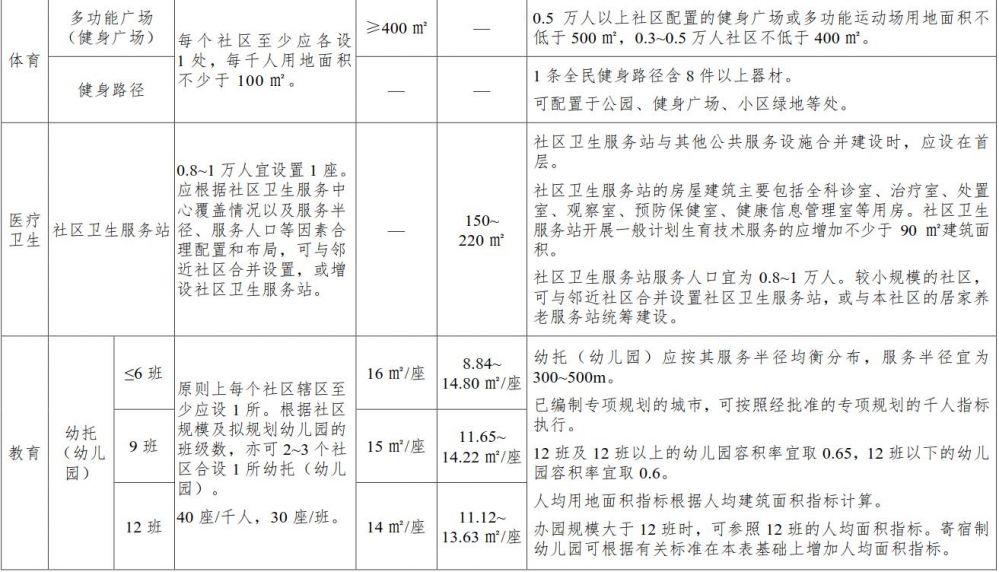 体育
多功能广场
（健身广场）
每个社区至少应各设
1 处，每千人用地面积
不少于 100 ㎡。
≥400 ㎡
—
0.5 万人以上社区配置的健身广场或多功能运动场用地面积不
低于 500 ㎡，0.3~0.5 万人社区不低于 400 ㎡。
健身路径
—
—
1 条全民健身路径含 8 件以上器材。
可配置于公园、健身广场、小区绿地等处。
医疗
卫生
社区卫生服务站
0.8~1 万人宜设置 1 座。
应根据社区卫生服务中
心覆盖情况以及服务半
径、服务人口等因素合
理配置和布局，可与邻
近社区合并设置，或增
设社区卫生服务站。
—
150~
220 ㎡
社区卫生服务站与其他公共服务设施合并建设时，应设在首
层。
社区卫生服务站的房屋建筑主要包括全科诊室、治疗室、处置
室、观察室、预防保健室、健康信息管理室等用房。社区卫生
服务站开展一般计划生育技术服务的应增加不少于 90 ㎡建筑
面积。
社区卫生服务站服务人口宜为 0.8~1 万人。较小规模的社区，
可与邻近社区合并设置社区卫生服务站，或与本社区的居家养
老服务站统筹建设。
教育
幼托
（幼儿
园）
≤6 班
原则上每个社区辖区至
少应设 1 所。根据社区
规模及拟规划幼儿园的
班级数，亦可 2~3 个社
区合设 1 所幼托（幼儿
园）。
40 座/千人，30 座/班。
16 ㎡/座
8.84~
14.80 ㎡/座
9 班
15 ㎡/座
11.65~
14.22 ㎡/座
12 班
14 ㎡/座
11.12~
13.63 ㎡/座
幼托（幼儿园）应按其服务半径均衡分布，服务半径宜为
300~500m。
已编制专项规划的城市，可按照经批准的专项规划的千人指标
执行。
12 班及 12 班以上的幼儿园容积率宜取 0.65，12 班以下的幼儿
园容积率宜取 0.6。
人均用地面积指标根据人均建筑面积指标计算。
办园规模大于 12 班时，可参照 12 班的人均面积指标。寄宿制
幼儿园可根据有关标准在本表基础上增加人均面积指标。